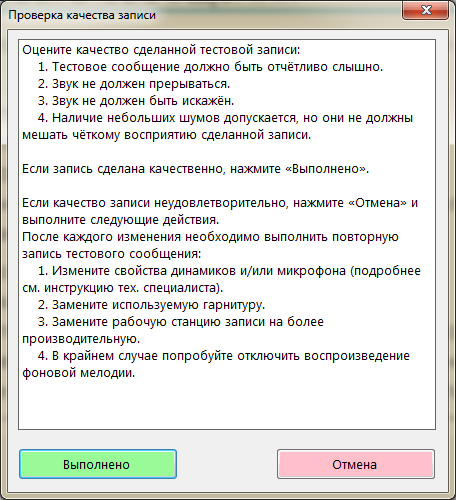 Проверка качества записи
Оцените качество сделанной тестовой записи:
1. Тестовое сообщение должно быть отчётливо слышно.
2. Звук не должен прерываться.
3. Звук не должен быть искажён.
4. Наличие небольших шумов допускается, но они не должны
мешать чёткому восприятию сделанной записи.
Если запись сделана качественно, нажмите «Выполнено».
Если качество записи неудовлетворительно, нажмите «Отмена» и
выполните следующие действия.
После каждого изменения необходимо выполнить повторную
запись тестового сообщения:
1. Измените свойства динамиков и/или микрофона (подробнее
см. инструкцию тех. специалиста).
2. Замените используемую гарнитуру.
3. Замените рабочую станцию записи на более
производительную.
4. В крайнем случае попробуйте отключить воспроизведение
фоновой мелодии.
Выполнено
Отмена